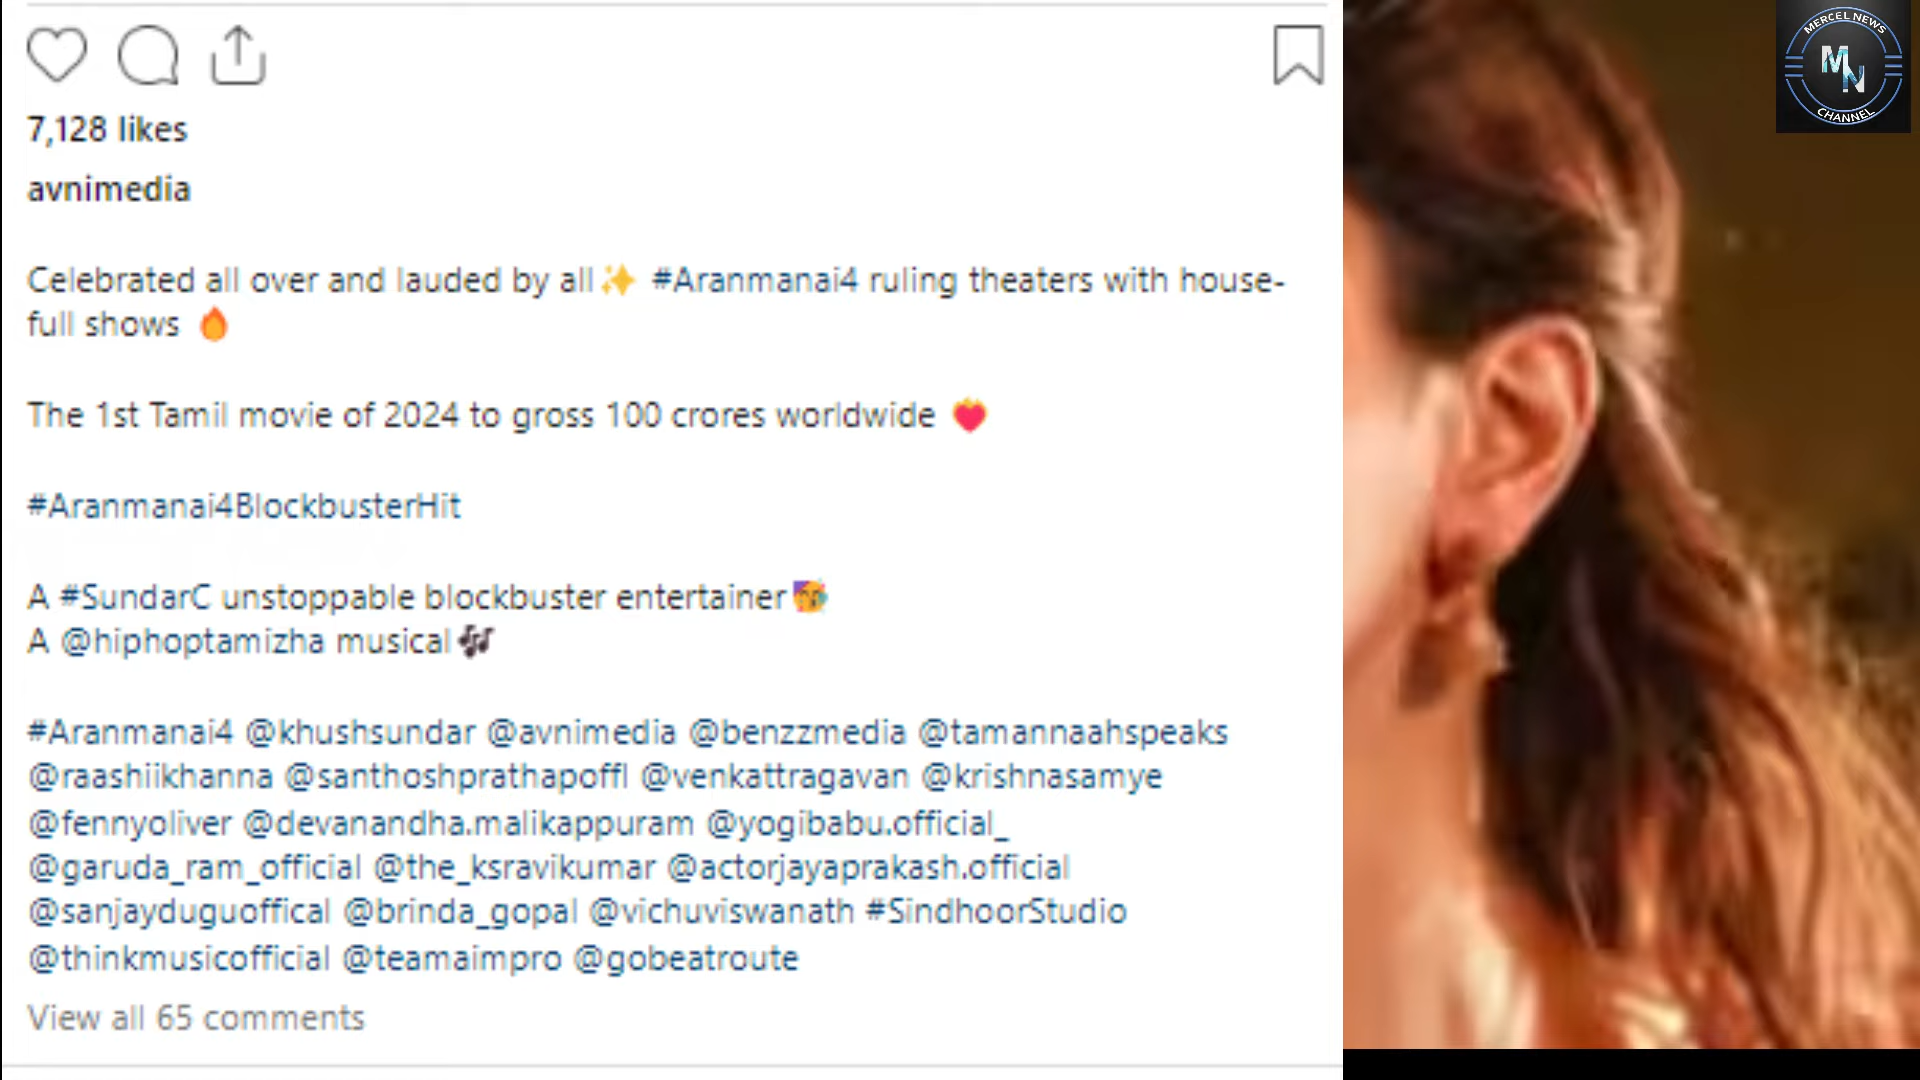 MERCEL NEWS
MN
CHANNEL
7,128 likes
avnimedia
Celebrated all over and lauded by all✨ #Aranmanai4 ruling theaters with house-
full shows 🔥
The 1st Tamil movie of 2024 to gross 100 crores worldwide ❤️
#Aranmanai4BlockbusterHit
A #SundarC unstoppable blockbuster entertainer🥳
A @hiphoptamizha musical🎶
#Aranmanai4 @khushsundar @avnimedia @benzzmedia @tamannaahspeaks
@raashiikhanna @santhoshprathapoffl @venkattragavan @krishnasamye
@fennyoliver @devanandha.malikappuram @yogibabu.official_
@garuda_ram_official @the_ksravikumar @actorjayaprakash.official
@sanjayduguoffical @brinda_gopal @vichuviswanath #SindhoorStudio
@thinkmusicofficial @teamaimpro @gobeatroute
View all 65 comments